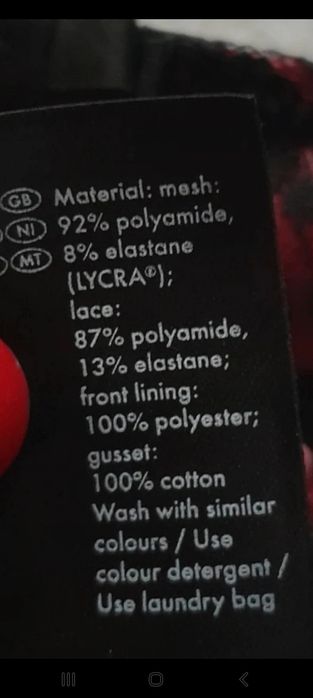 GB Material: mesh:
NI 92% polyamide,
MT 8% elastane
(LYCRA®);
lace:
87% polyamide,
13% elastane;
front lining:
100% polyester;
gusset:
100% cotton
Wash with similar
colours / Use
colour detergent /
Use laundry bag